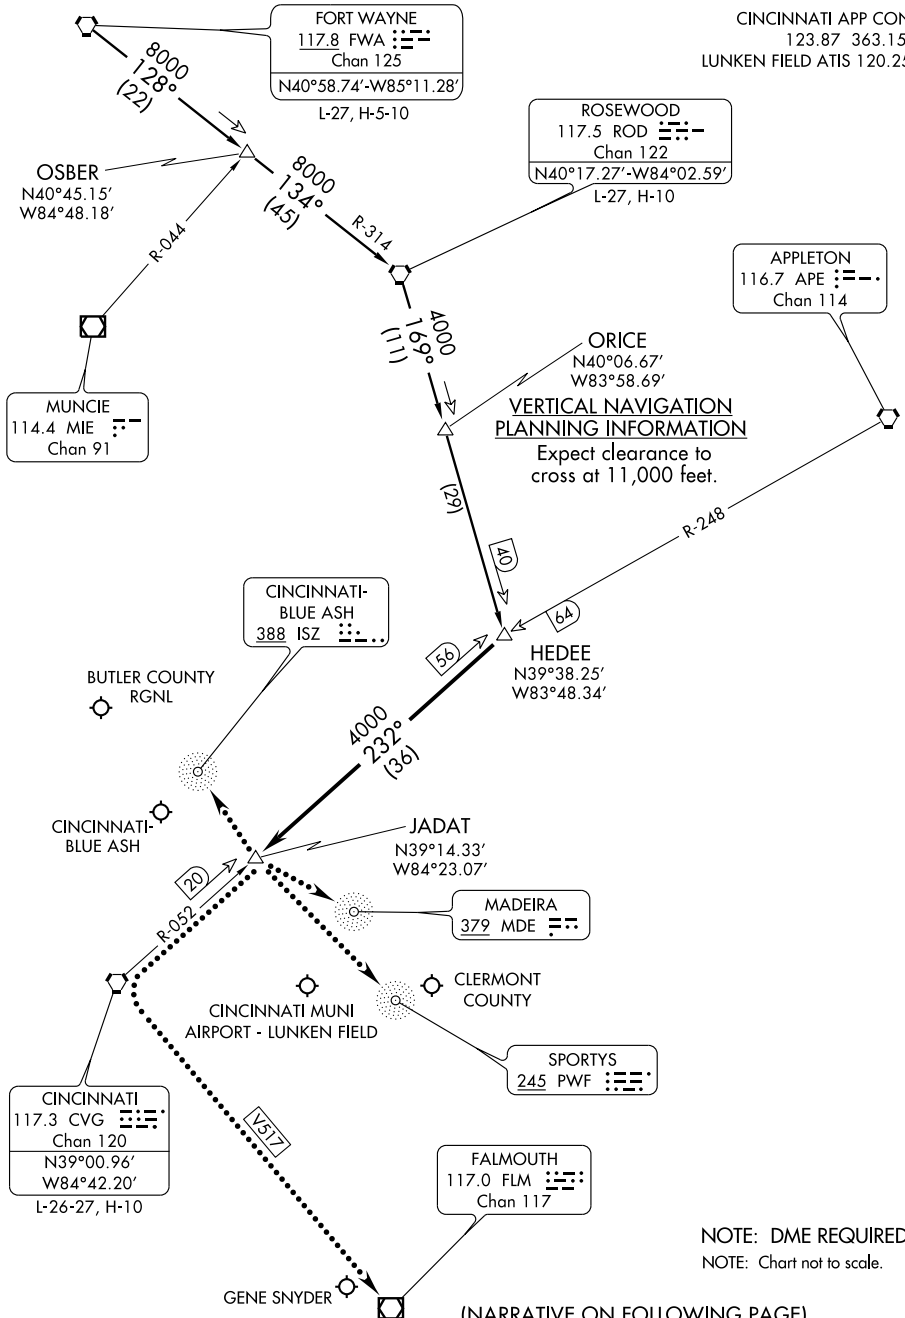 FORT WAYNE
117.8 FWA
Chan 125
N40°58.74’-W85°11.28’
L-27, H-5-10
CINCINNATI APP CON
123.87 363.15
LUNKEN FIELD ATIS 120.25
8000
128°
(22)
ROSEWOOD
117.5 ROD
Chan 122
N40°17.27’-W84°02.59’
L-27, H-10
OSBER
N40°45.15’
W84°48.18’
8000
134°
(45)
R-314
R-044
APPLETON
116.7 APE
Chan 114
4000
169°
(11)
ORICE
N40°06.67’
W83°58.69’
VERTICAL NAVIGATION
PLANNING INFORMATION
Expect clearance to
cross at 11,000 feet.
MUNCIE
114.4 MIE
Chan 91
(29)
R-248
40
64
CINCINNATI-
BLUE ASH
388 ISZ
56
HEDEE
N39°38.25’
W83°48.34’
BUTLER COUNTY
RGNL
4000
232°
(36)
CINCINNATI-
BLUE ASH
JADAT
N39°14.33’
W84°23.07’
20
R-052
MADEIRA
379 MDE
CLERMONT
COUNTY
CINCINNATI MUNI
AIRPORT - LUNKEN FIELD
SPORTYS
245 PWF
CINCINNATI
117.3 CVG
Chan 120
N39°00.96’
W84°42.20’
L-26-27, H-10
V517
FALMOUTH
117.0 FLM
Chan 117
NOTE: DME REQUIRED
NOTE: Chart not to scale.
GENE SNYDER
(NARRATIVE ON FOLLOWING PAGE)